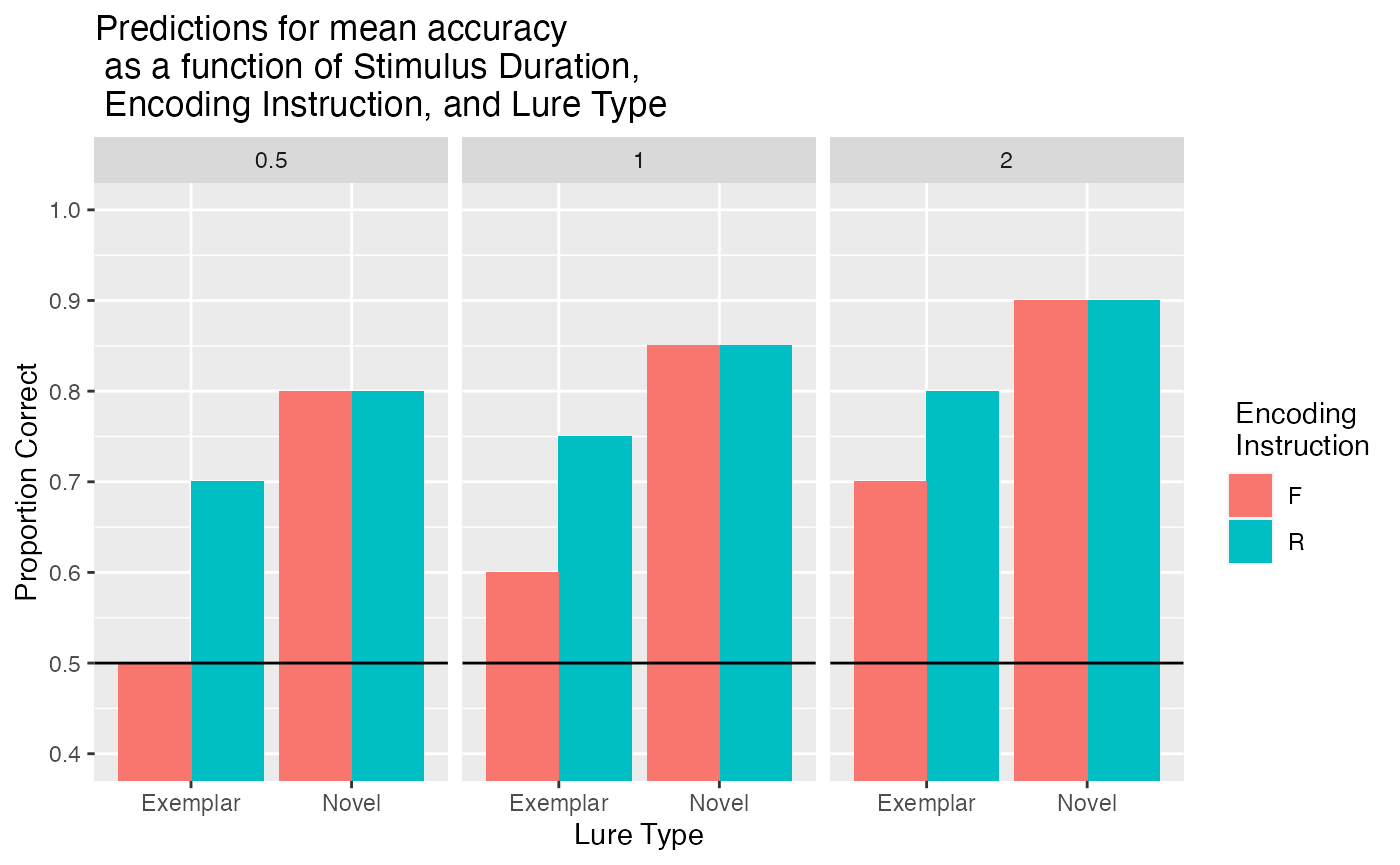 Predictions for mean accuracy
as a function of Stimulus Duration,
Encoding Instruction, and Lure Type
0.5 1 2
1.0
0.9
0.8
0.7
0.6
0.5
0.4
Proportion Correct
Exemplar Novel Exemplar Novel Exemplar Novel
Lure Type
Encoding
Instruction
F
R